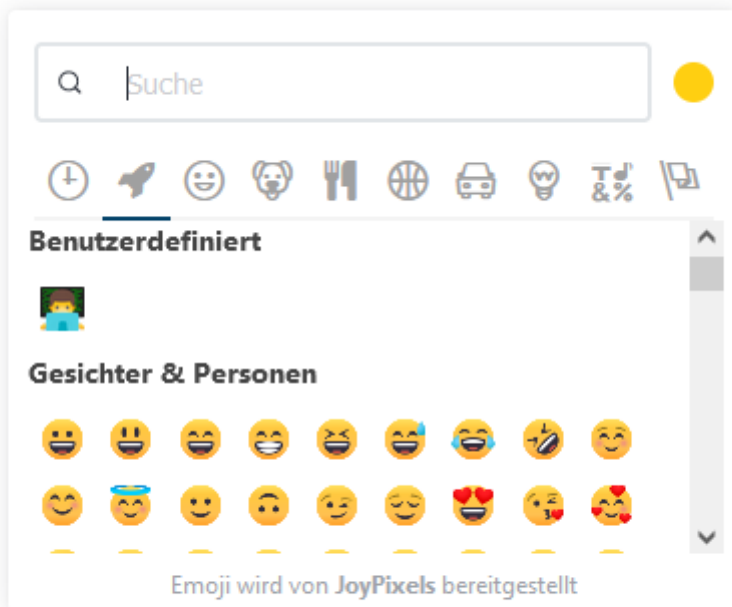 Suche
Benutzerdefiniert
Gesichter & Personen
Emoji wird von JoyPixels bereitgestellt